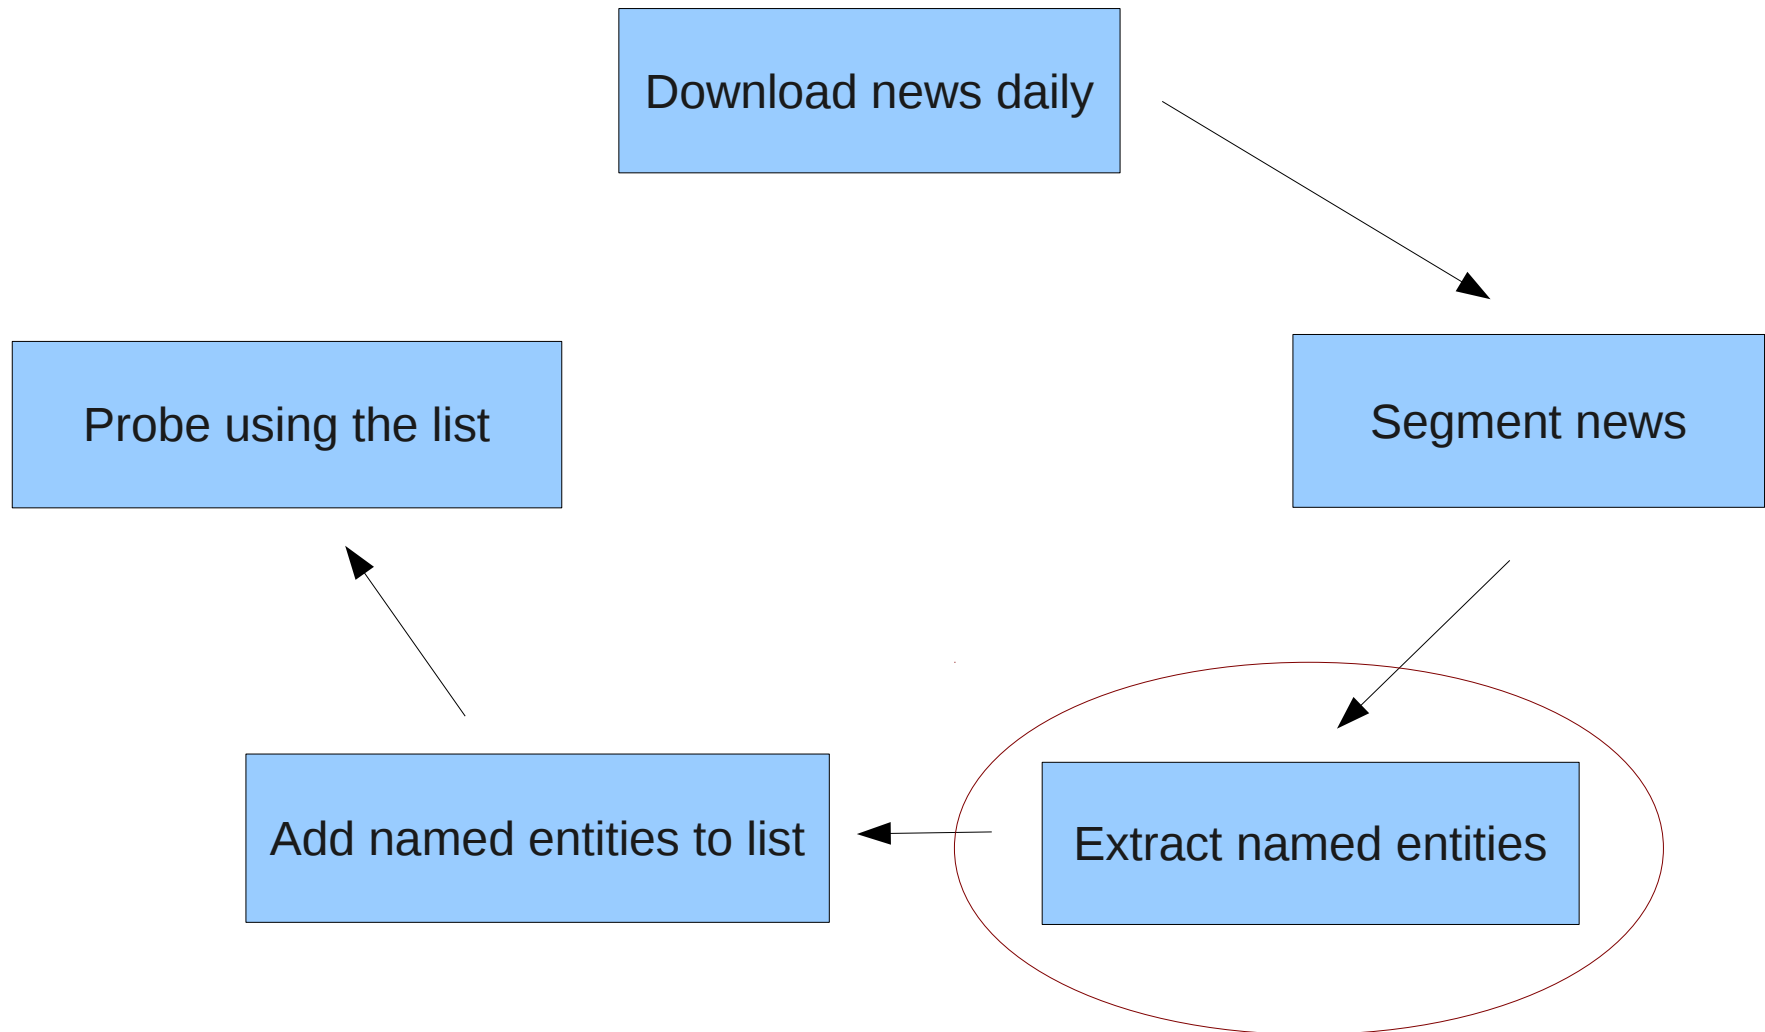 Download news daily
Probe using the list
Segment news
Add named entities to list
Extract named entities